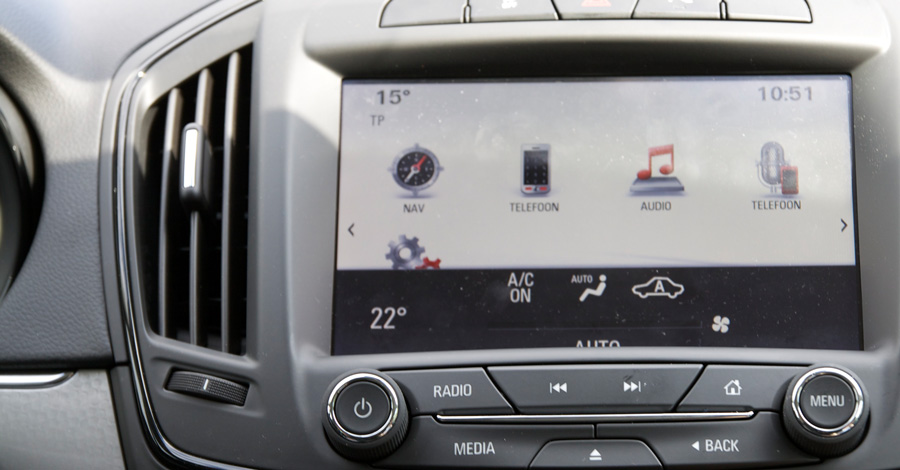 15° 10:51
TP
NAV TELEFOON AUDIO TELEFOON
A/C AUTO A
ON
22°
AUTO
RADIO MENU
MEDIA BACK